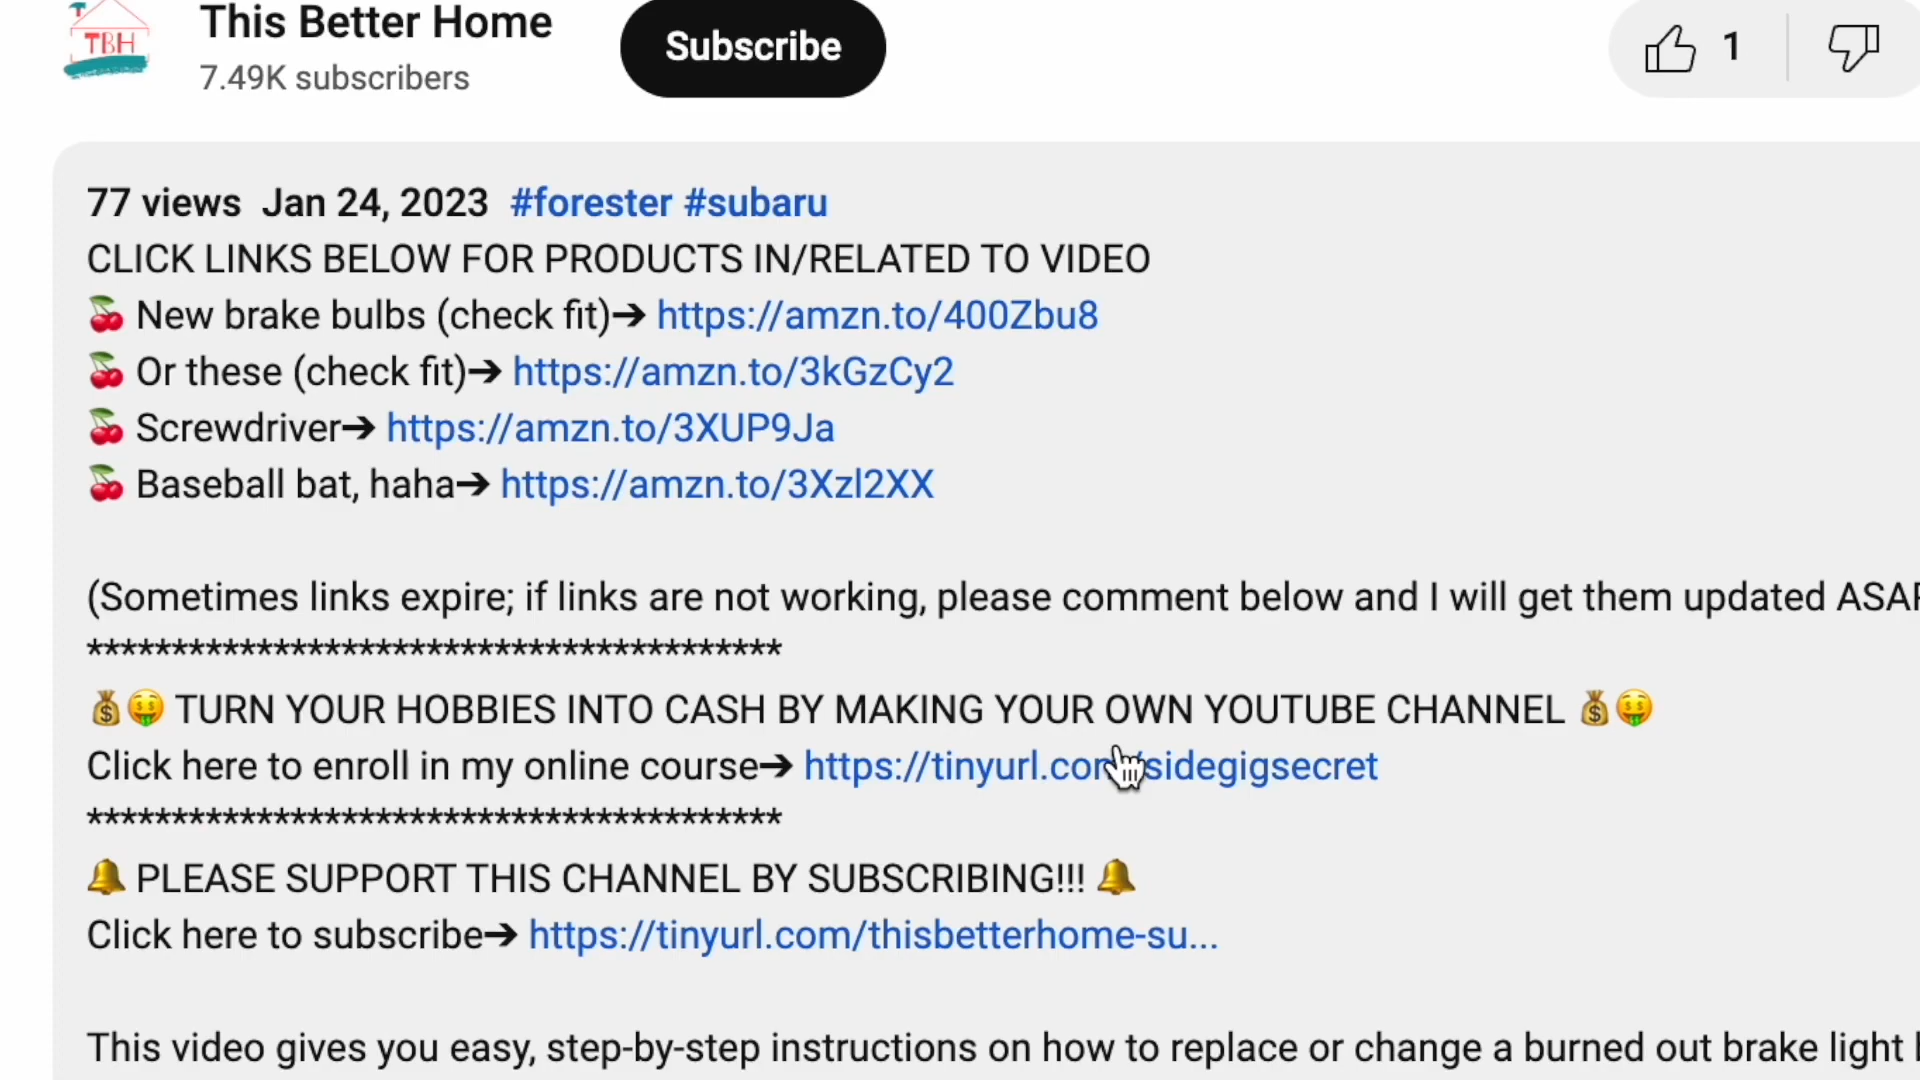 This Better Home
TBH
7.49K subscribers
Subscribe
1
77 views Jan 24, 2023 #forester #subaru
CLICK LINKS BELOW FOR PRODUCTS IN/RELATED TO VIDEO
🍒 New brake bulbs (check fit)➔ https://amzn.to/400Zbu8
🍒 Or these (check fit)➔ https://amzn.to/3kGzCy2
🍒 Screwdriver➔ https://amzn.to/3XUP9Ja
🍒 Baseball bat, haha➔ https://amzn.to/3Xzl2XX
(Sometimes links expire; if links are not working, please comment below and I will get them updated ASAP
*****************************************
💰🤑 TURN YOUR HOBBIES INTO CASH BY MAKING YOUR OWN YOUTUBE CHANNEL 💰🤑
Click here to enroll in my online course➔ https://tinyurl.com/sidegigsecret
*****************************************
🔔 PLEASE SUPPORT THIS CHANNEL BY SUBSCRIBING!!! 🔔
Click here to subscribe➔ https://tinyurl.com/thisbetterhome-su...
This video gives you easy, step-by-step instructions on how to replace or change a burned out brake light